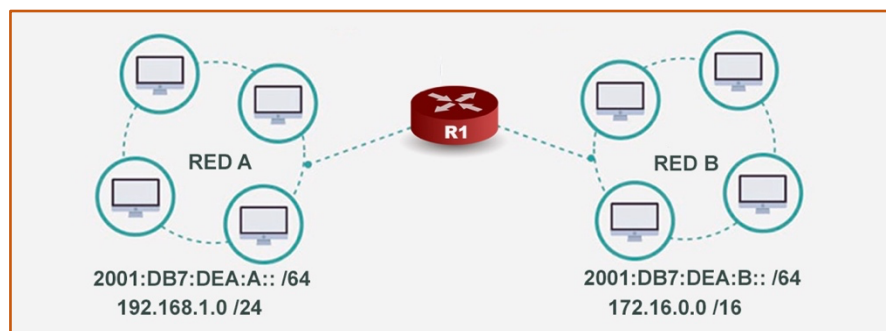 RED A
R1
RED B
2001:DB7:DEA:A:: /64
192.168.1.0 /24
2001:DB7:DEA:B:: /64
172.16.0.0 /16